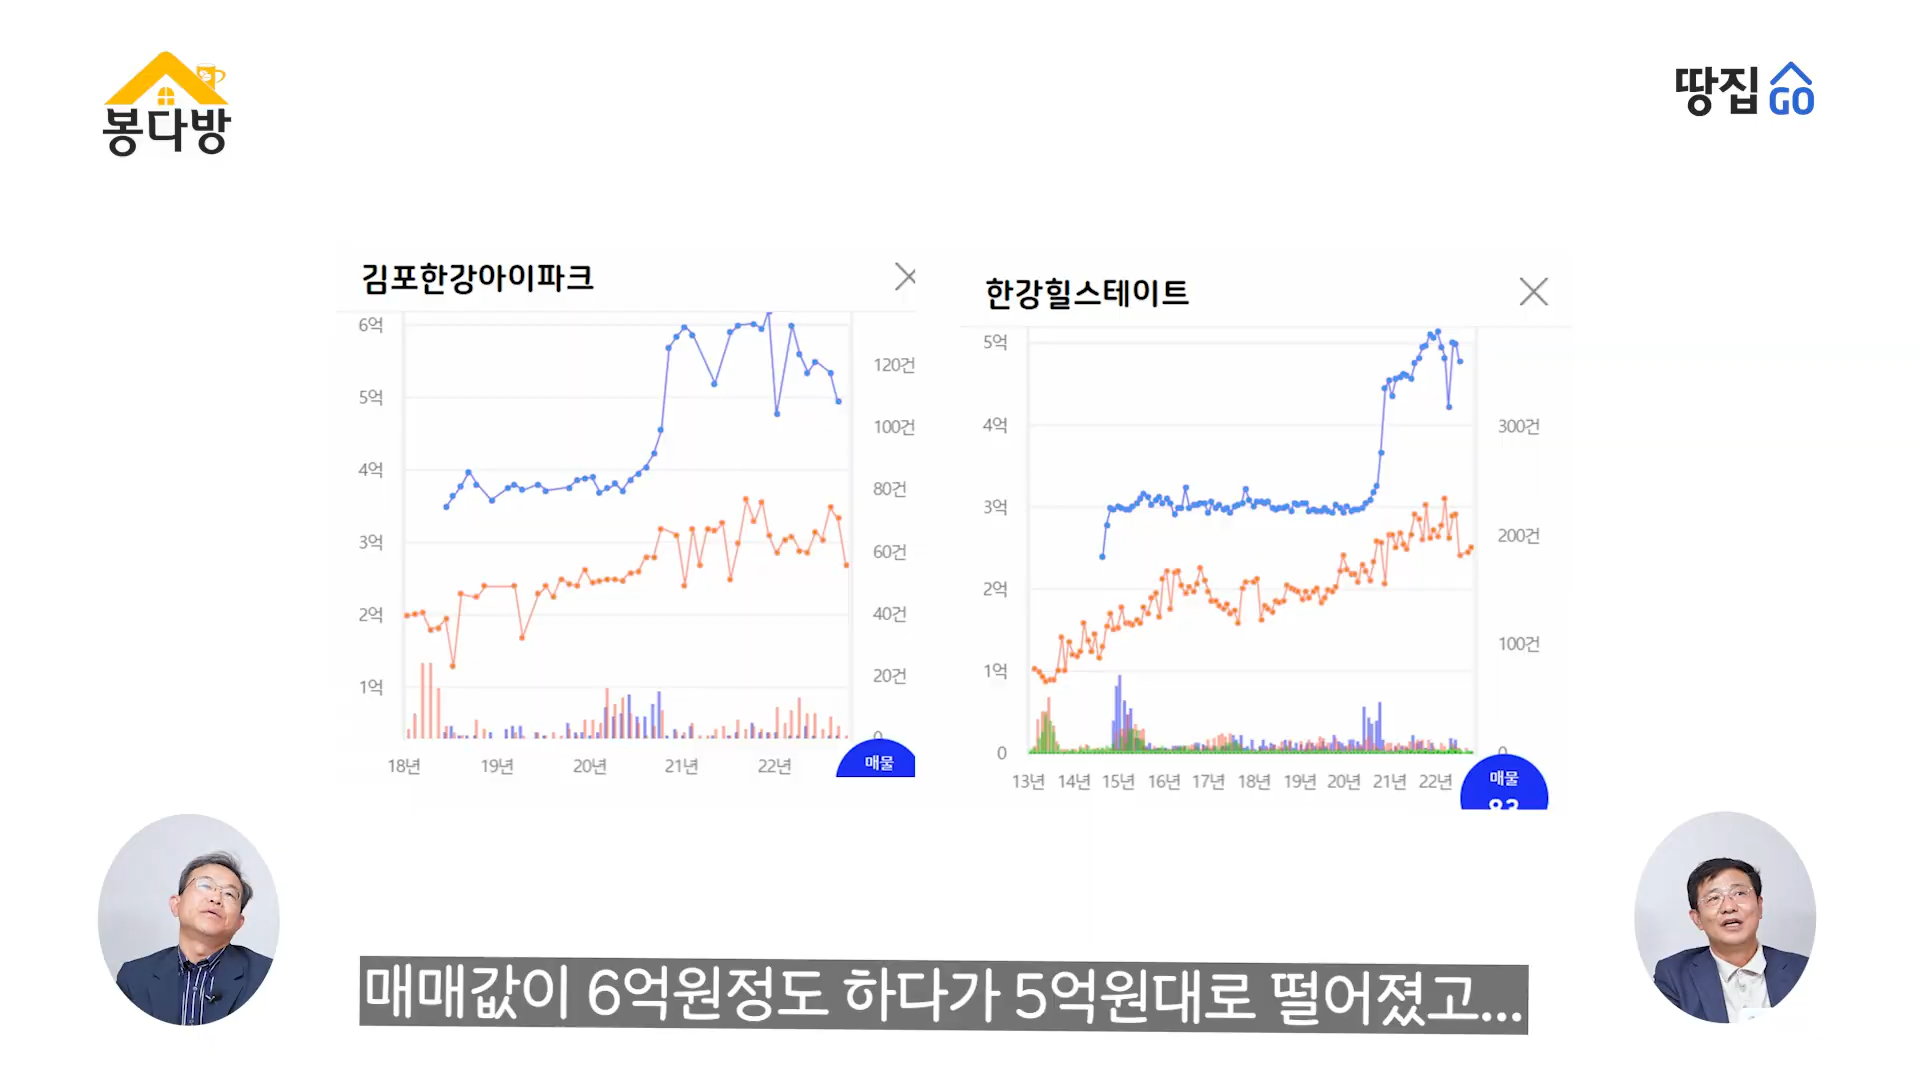 봉다방
땅집GO
김포한강아이파크
6억
5억
4억
3억
2억
1억
120건
100건
80건
60건
40건
20건
0
18년 19년 20년 21년 22년
매물
한강힐스테이트
5억
4억
3억
2억
1억
0
300건
200건
100건
0
13년 14년 15년 16년 17년 18년 19년 20년 21년 22년
매물
83
매매값이 6억원정도 하다가 5억원대로 떨어졌고...